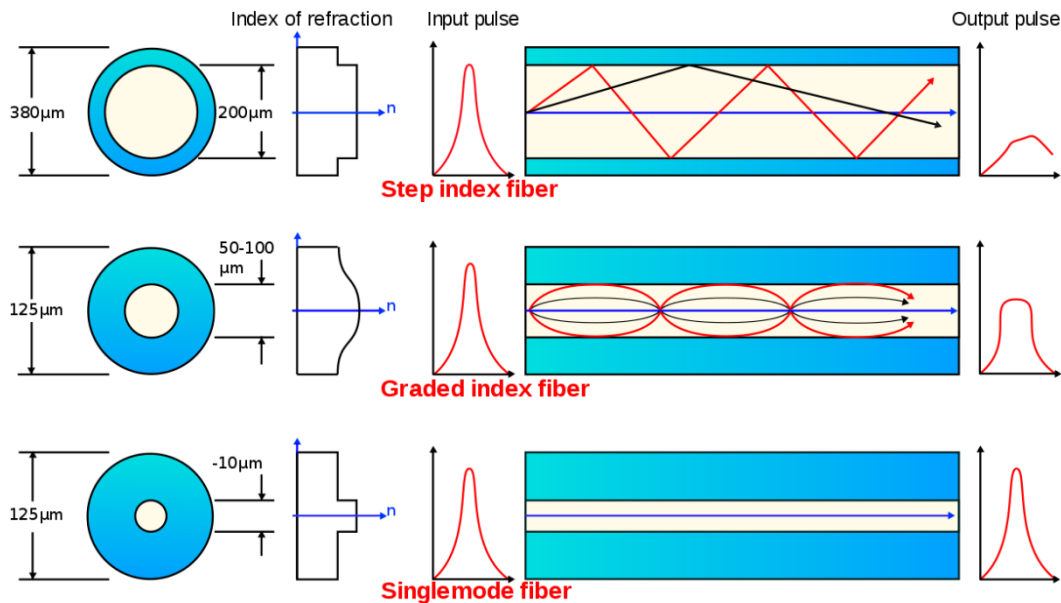 Index of refraction
Input pulse
Output pulse
380µm
200µm
n
Step index fiber
50-100
µm
125µm
n
Graded index fiber
-10µm
125µm
n
Singlemode fiber